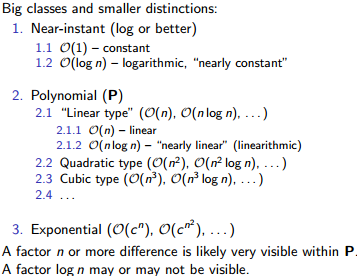 Big classes and smaller distinctions:
1. Near-instant (log or better)
1.1 𝒪(1) – constant
1.2 𝒪(log n) – logarithmic, “nearly constant”
2. Polynomial (P)
2.1 “Linear type” (𝒪(n), 𝒪(n log n), ...)
2.1.1 𝒪(n) – linear
2.1.2 𝒪(n log n) – “nearly linear” (linearithmic)
2.2 Quadratic type (𝒪(n²), 𝒪(n² log n), ...)
2.3 Cubic type (𝒪(n³), 𝒪(n³ log n), ...)
2.4 ...
3. Exponential (𝒪(cⁿ), 𝒪(c^{n²}), ...)
A factor n or more difference is likely very visible within P.
A factor log n may or may not be visible.